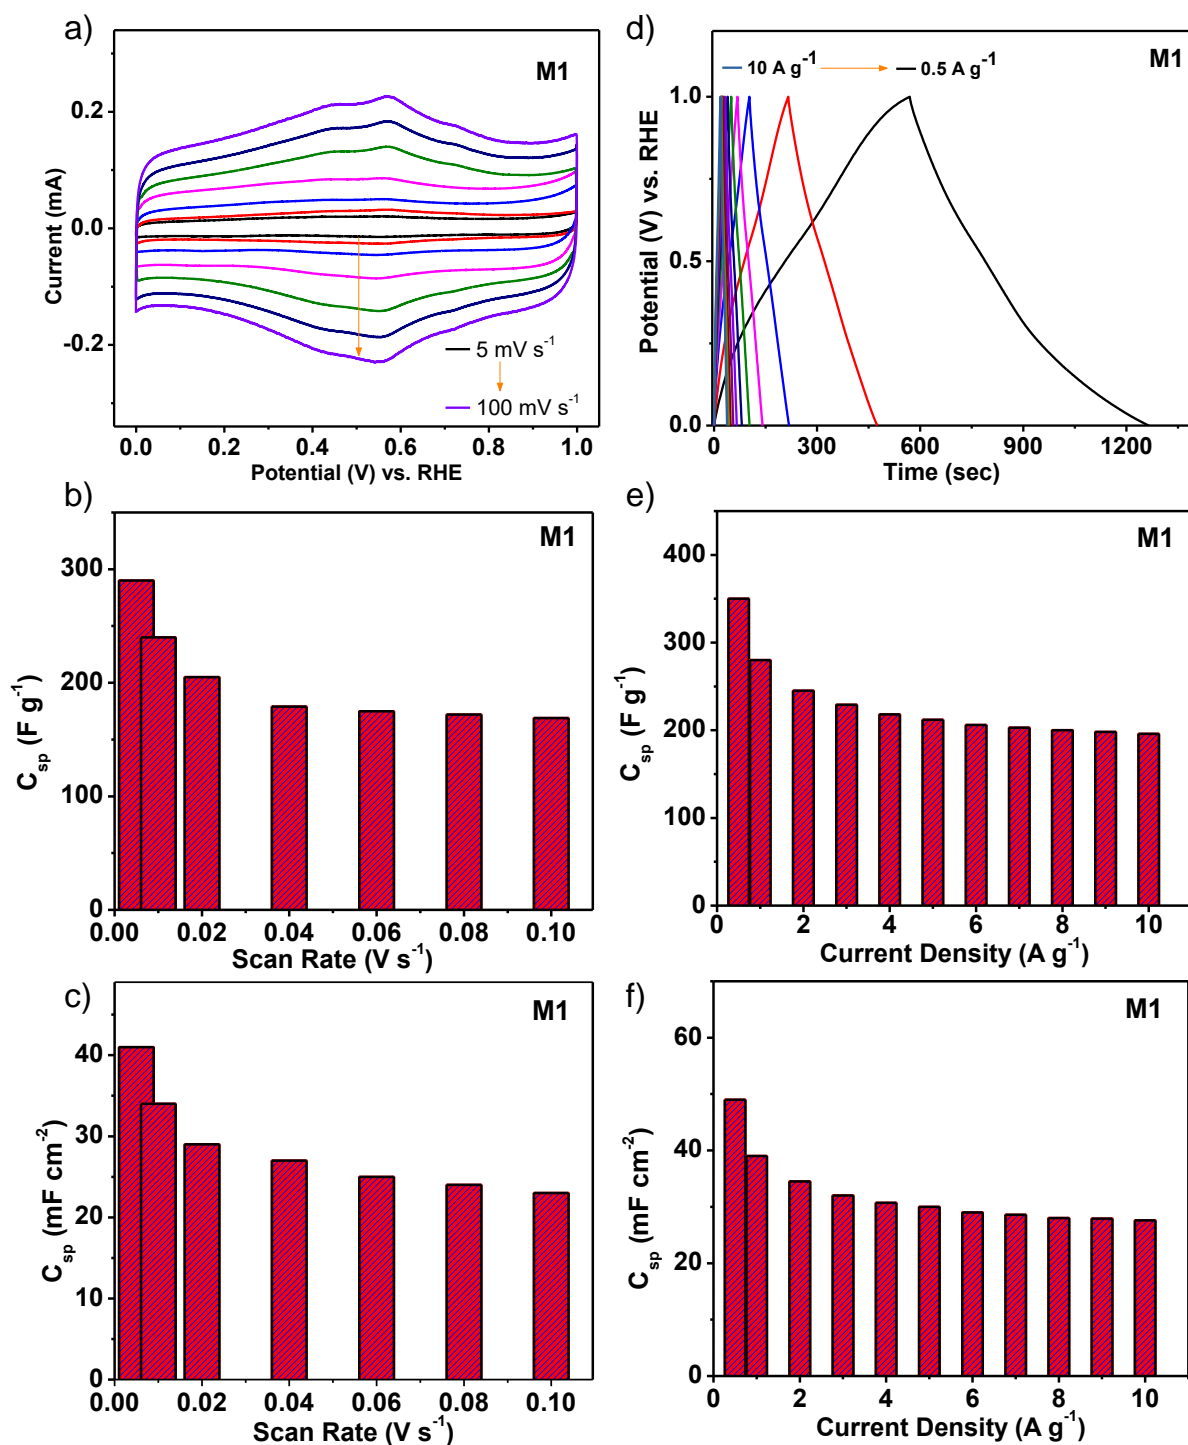 a)
M1
0.2
0.0
-0.2
Current (mA)
5 mV s⁻¹
100 mV s⁻¹
0.0 0.2 0.4 0.6 0.8 1.0
Potential (V) vs. RHE
d)
M1
10 A g⁻¹ 0.5 A g⁻¹
1.0
0.5
0.0
Potential (V) vs. RHE
0 300 600 900 1200
Time (sec)
b)
M1
300
200
100
0
C_sp (F g⁻¹)
0.00 0.02 0.04 0.06 0.08 0.10
Scan Rate (V s⁻¹)
e)
M1
400
300
200
100
0
C_sp (F g⁻¹)
0 2 4 6 8 10
Current Density (A g⁻¹)
c)
M1
40
30
20
10
0
C_sp (mF cm⁻²)
0.00 0.02 0.04 0.06 0.08 0.10
Scan Rate (V s⁻¹)
f)
M1
60
40
20
0
C_sp (mF cm⁻²)
0 2 4 6 8 10
Current Density (A g⁻¹)